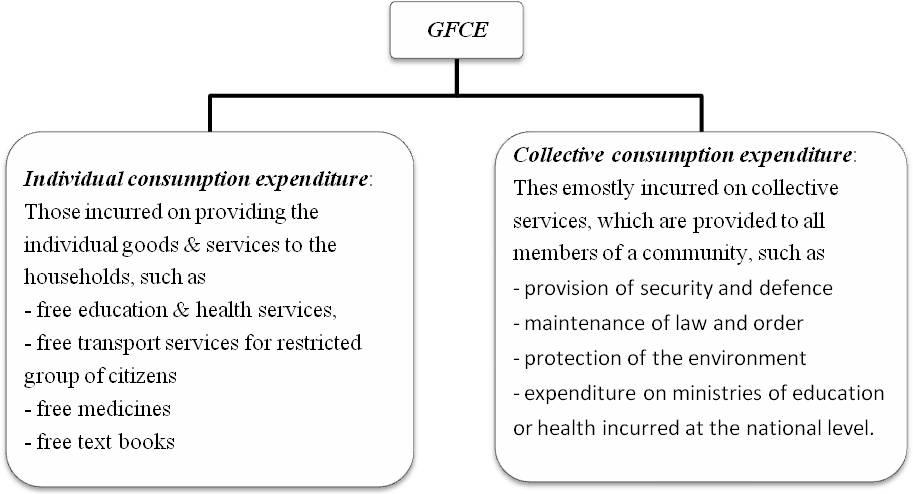 GFCE
Individual consumption expenditure:
Those incurred on providing the
individual goods & services to the
households, such as
- free education & health services,
- free transport services for restricted
group of citizens
- free medicines
- free text books
Collective consumption expenditure:
Thes emostly incurred on collective
services, which are provided to all
members of a community, such as
- provision of security and defence
- maintenance of law and order
- protection of the environment
- expenditure on ministries of education
or health incurred at the national level.